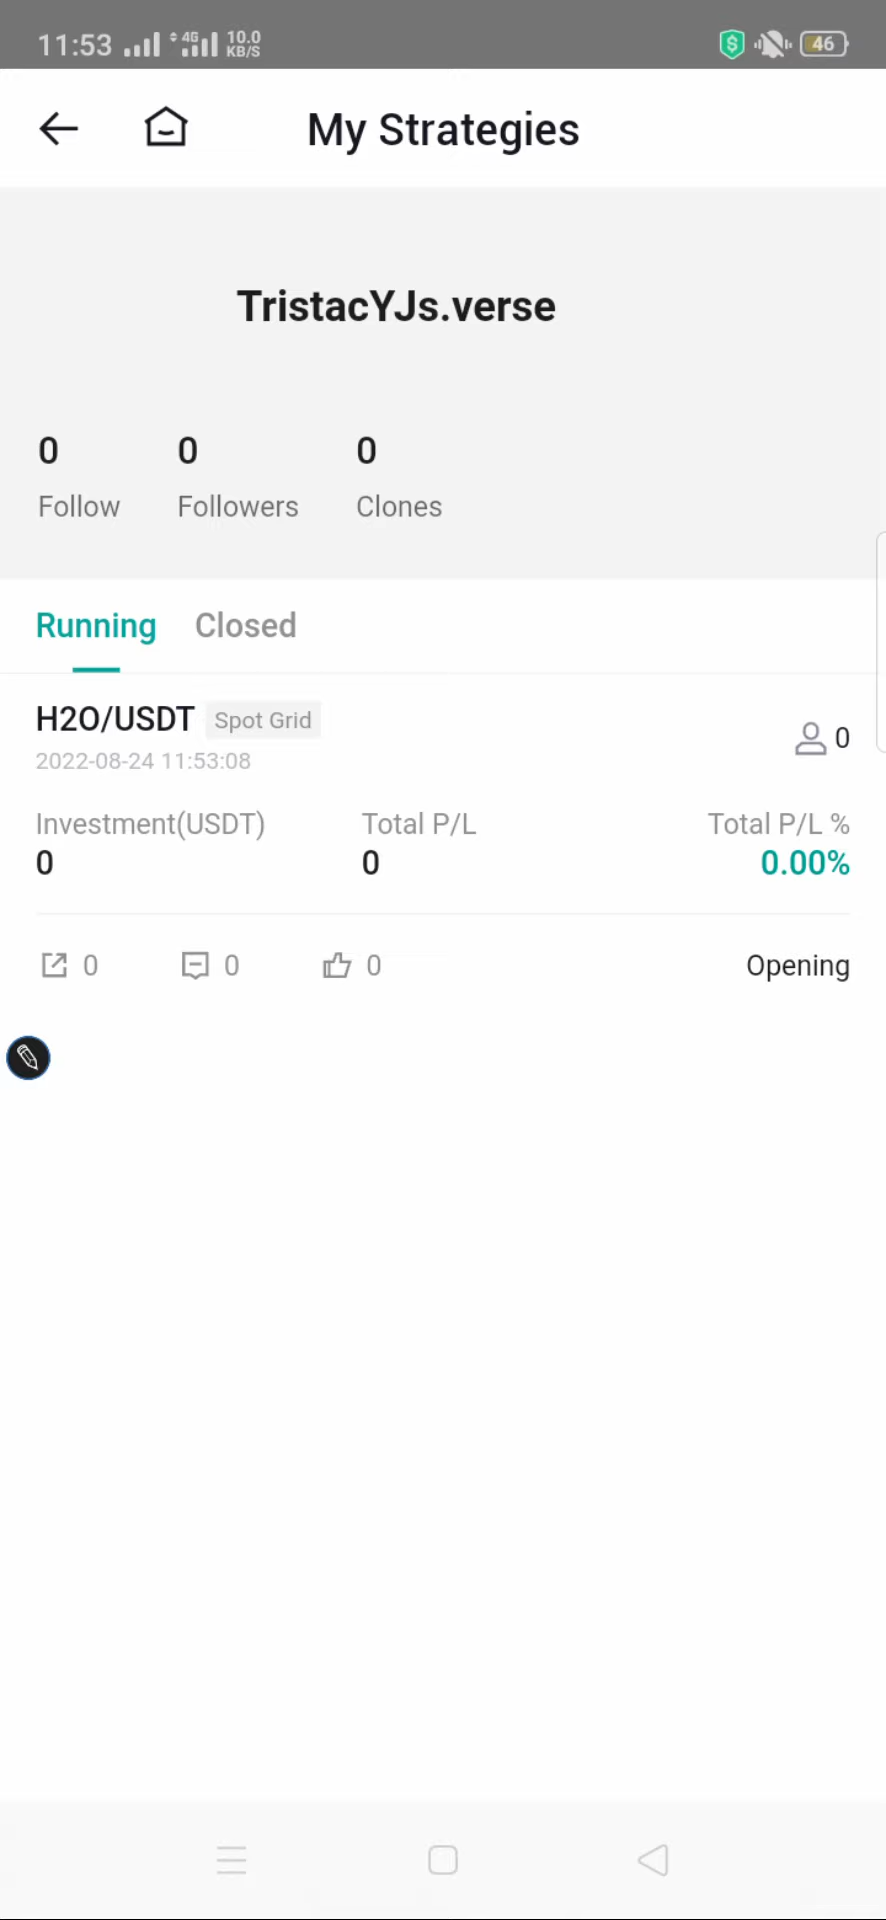 11:53 4G 10.0 KB/S 46
My Strategies
TristacYJs.verse
0 0 0
Follow Followers Clones
Running Closed
H2O/USDT Spot Grid
2022-08-24 11:53:08
0
Investment(USDT) Total P/L Total P/L %
0 0 0.00%
0 0 0 Opening